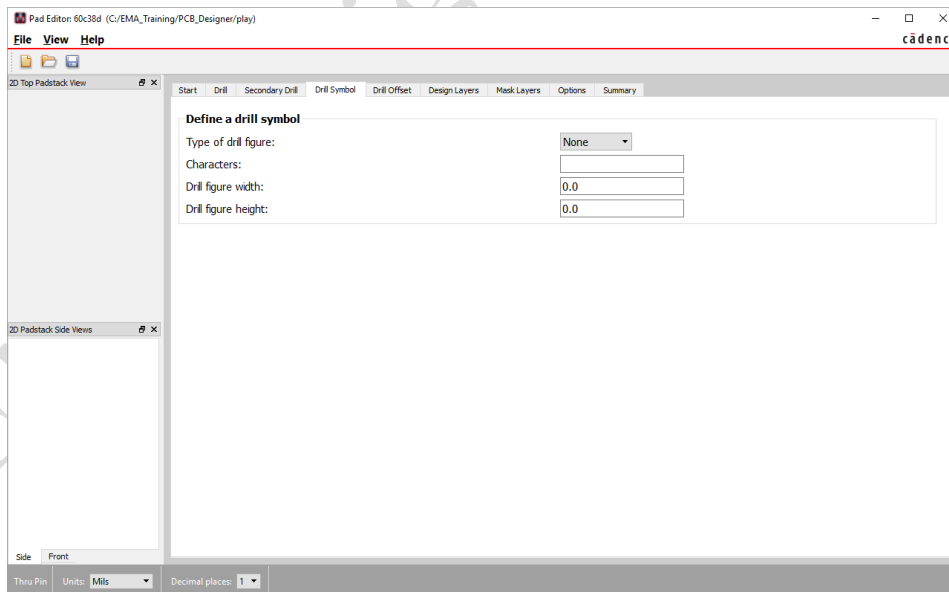 Pad Editor: 60c38d (C:/EMA_Training/PCB_Designer/play)
File View Help
cādenc
2D Top Padstack View
Start Drill Secondary Drill Drill Symbol Drill Offset Design Layers Mask Layers Options Summary
Define a drill symbol
Type of drill figure: None
Characters:
Drill figure width: 0.0
Drill figure height: 0.0
2D Padstack Side Views
Side Front
Thru Pin Units: Mils Decimal places: 1